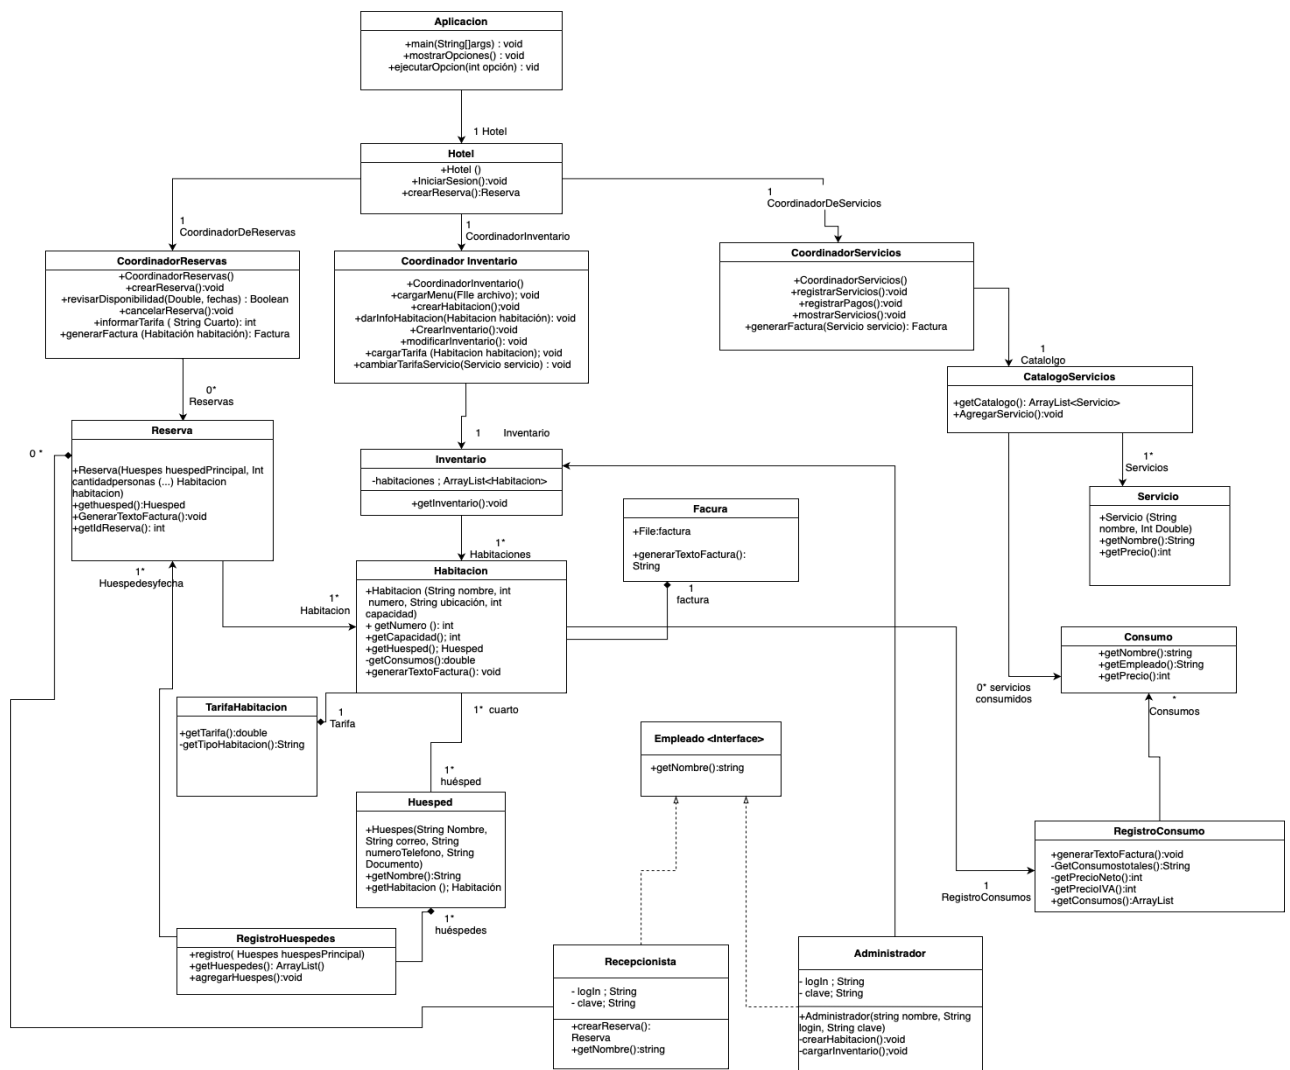 Aplicacion
+main(String[]args) : void
+mostrarOpciones() : void
+ejecutarOpcion(int opción) : vid
1 Hotel
Hotel
+Hotel ()
+IniciarSesion():void
+crearReserva():Reserva
1
CoordinadorDeReservas
1
CoordinadorInventario
1
CoordinadorDeServicios
CoordinadorReservas
+CoordinadorReservas()
+crearReserva():void
+revisarDisponibilidad(Double, fechas) : Boolean
+cancelarReserva():void
+informarTarifa ( String Cuarto): int
+generarFactura (Habitación habitación): Factura
Coordinador Inventario
+CoordinadorInventario()
+cargarMenu(FIle archivo); void
+crearHabitacion();void
+darInfoHabitacion(Habitacion habitación): void
+CrearInventario():void
+modificarInventario(): void
+cargarTarifa (Habitacion habitacion); void
+cambiarTarifaServicio(Servicio servicio) : void
CoordinadorServicios
+CoordinadorServicios()
+registrarServicios():void
+registrarPagos():void
+mostrarServicios():void
+generarFactura(Servicio servicio): Factura
1
Catalolgo
CatalogoServicios
+getCatalogo(): ArrayList<Servicio>
+AgregarServicio():void
0*
Reservas
1 Inventario
0 *
Reserva
+Reserva(Huespes huespedPrincipal, Int
cantidadpersonas (...) Habitacion
habitacion)
+gethuesped():Huesped
+GenerarTextoFactura():void
+getIdReserva(): int
Inventario
-habitaciones ; ArrayList<Habitacion>
+getInventario():void
1*
Servicios
Servicio
+Servicio (String
nombre, Int Double)
+getNombre():String
+getPrecio():int
Facura
+File:factura
+generarTextoFactura():
String
1*
Habitaciones
1*
Huespedesyfecha
1*
Habitacion
Habitacion
+Habitacion (String nombre, int
numero, String ubicación, int
capacidad)
+ getNumero (): int
+getCapacidad(); int
+getHuesped(); Huesped
-getConsumos():double
+generarTextoFactura(): void
1
factura
Consumo
+getNombre():string
+getEmpleado():String
+getPrecio():int
0* servicios
consumidos
*
Consumos
TarifaHabitacion
+getTarifa():double
-getTipoHabitacion():String
1
Tarifa
1* cuarto
1*
huésped
Empleado <Interface>
+getNombre():string
Huesped
+Huespes(String Nombre,
String correo, String
numeroTelefono, String
Documento)
+getNombre():String
+getHabitacion (); Habitación
1*
huéspedes
1
RegistroConsumos
RegistroConsumo
+generarTextoFactura():void
-GetConsumostotales():String
-getPrecioNeto():int
-getPrecioIVA():int
+getConsumos():ArrayList
RegistroHuespedes
+registro( Huespes huespesPrincipal)
+getHuespedes(): ArrayList()
+agregarHuespes():void
Recepcionista
- logIn ; String
- clave; String
+crearReserva():
Reserva
+getNombre():string
Administrador
- logIn ; String
- clave; String
+Administrador(string nombre, String
login, String clave)
-crearHabitacion():void
-cargarInventario();void